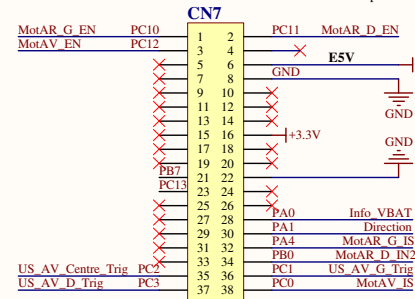 CN7
MotAR_G_EN PC10 1 2 PC11 MotAR_D_EN
MotAV_EN PC12 3 4
5 6 E5V
7 8 GND
9 10
11 12 GND
13 14
15 16 +3.3V
17 18 GND
19 20
PB7 21 22
PC13 23 24
25 26
27 28 PA0 Info_VBAT
29 30 PA1 Direction
31 32 PA4 MotAR_G_IS
33 34 PB0 MotAR_D_IN2
US_AV_Centre_Trig PC2 35 36 PC1 US_AV_G_Trig
US_AV_D_Trig PC3 37 38 PC0 MotAV_IS